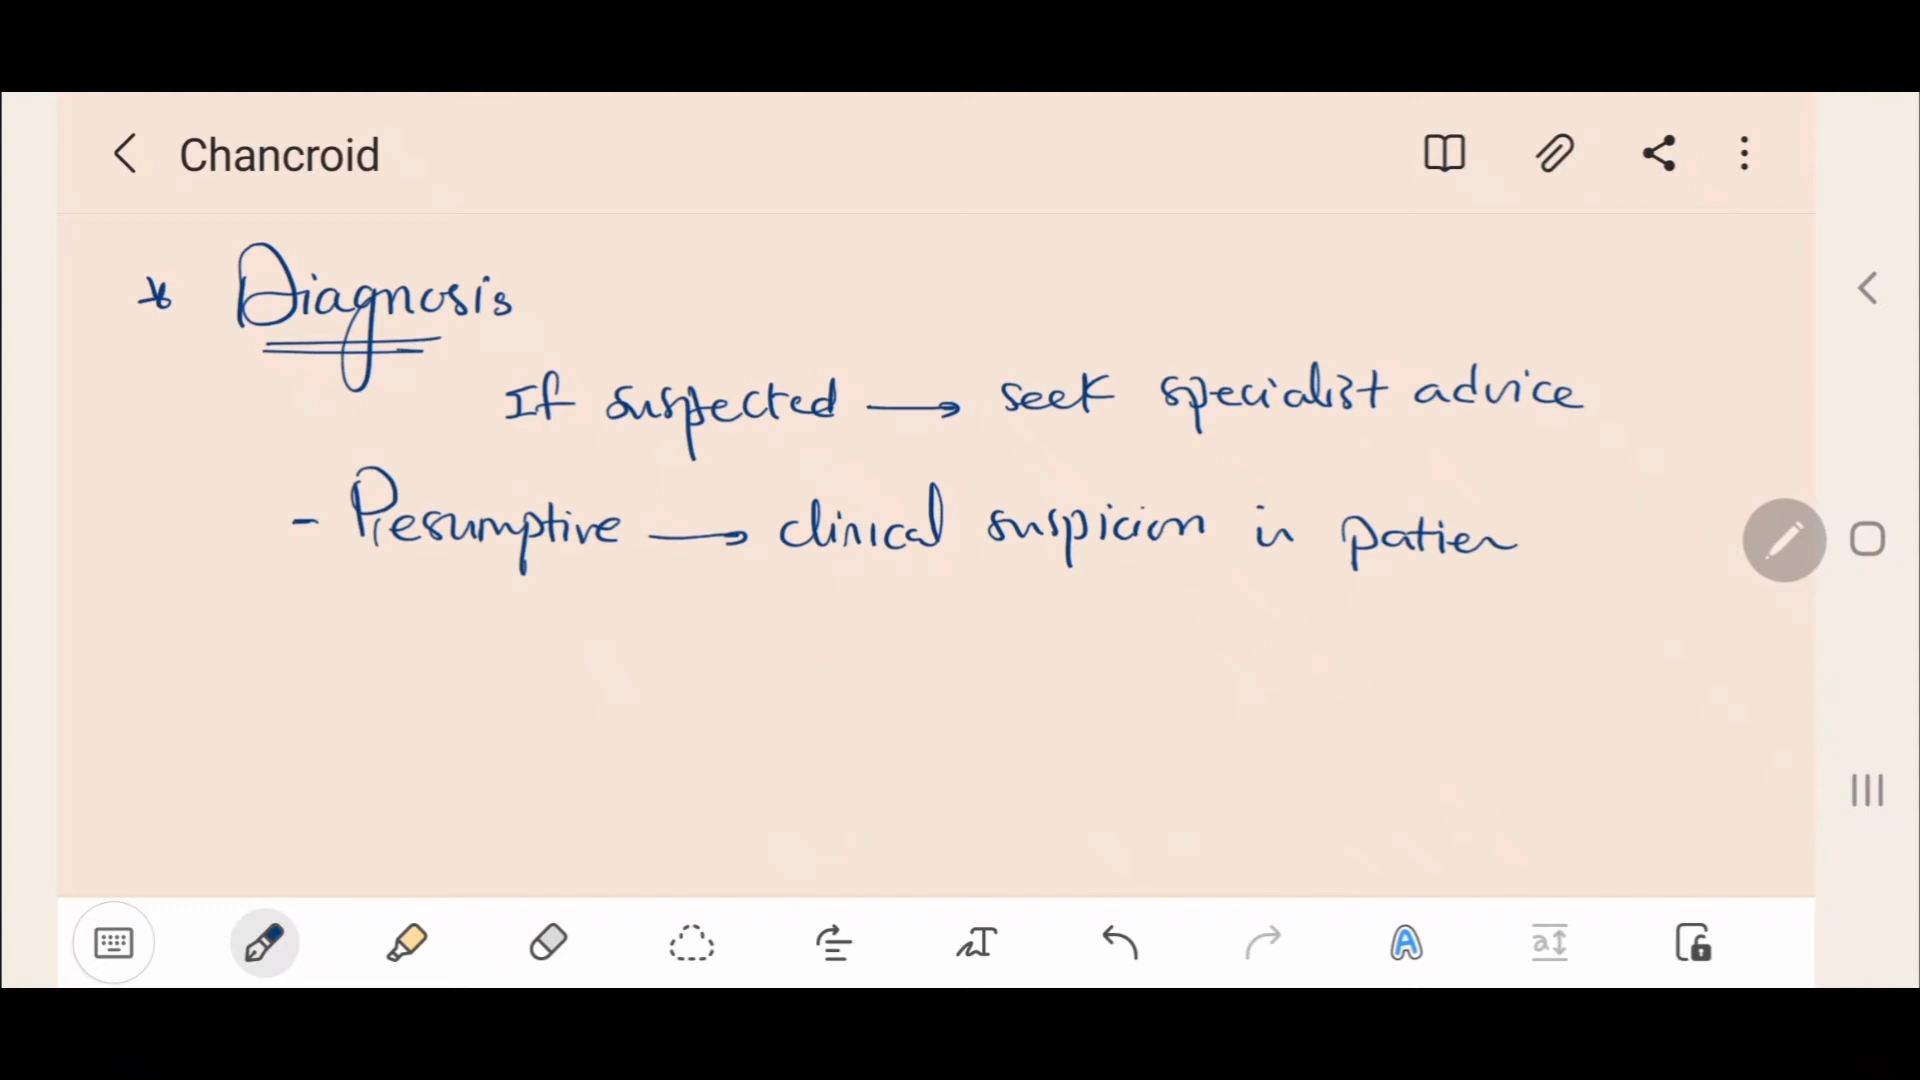 Chancroid
* Diagnosis
If suspected → seek specialist advice
- Presumptive → clinical suspicion in patien